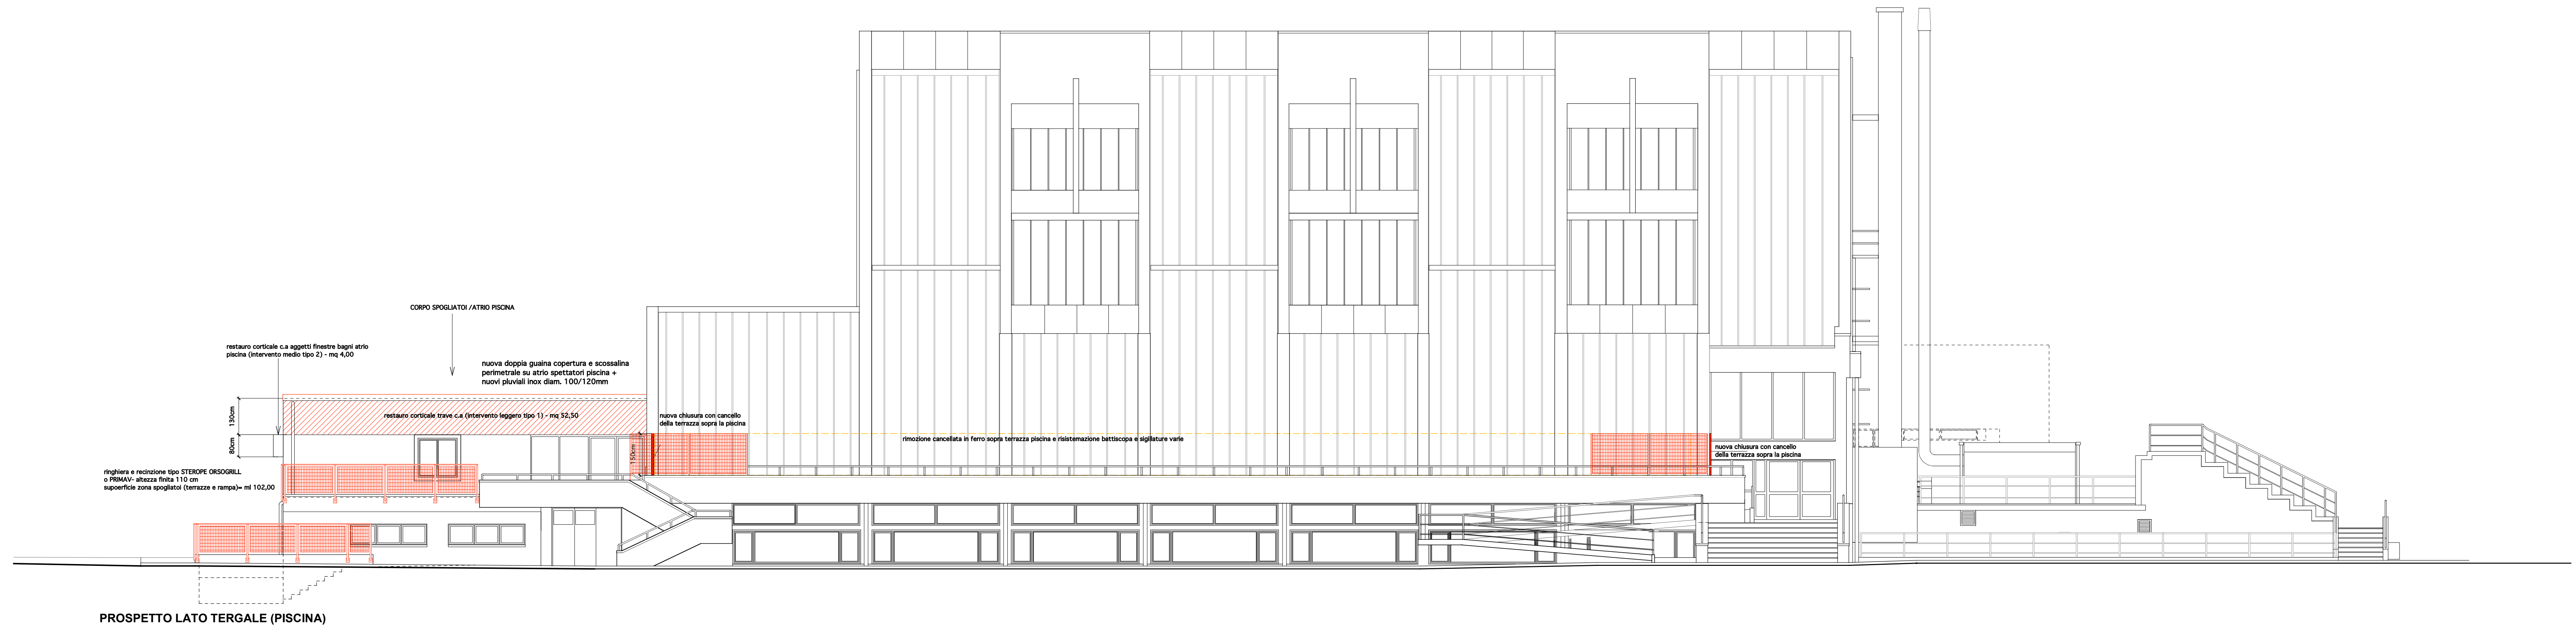 CORPO SPOGLIATOI /ATRIO PISCINA
restauro corticale c.a aggetti finestre bagni atrio
piscina (intervento medio tipo 2) - mq 4,00
nuova doppia guaina copertura e scossalina
perimetrale su atrio spettatori piscina +
nuovi pluviali inox diam. 100/120mm
130cm
80cm
restauro corticale trave c.a (intervento leggero tipo 1) - mq 52,50
nuova chiusura con cancello
della terrazza sopra la piscina
150cm
rimozione cancellata in ferro sopra terrazza piscina e risistemazione battiscopa e sigillature varie
nuova chiusura con cancello
della terrazza sopra la piscina
ringhiera e recinzione tipo STEROPE ORSOGRILL
o PRIMAV- altezza finita 110 cm
supoerficie zona spogliatoi (terrazze e rampa)= ml 102,00
PROSPETTO LATO TERGALE (PISCINA)